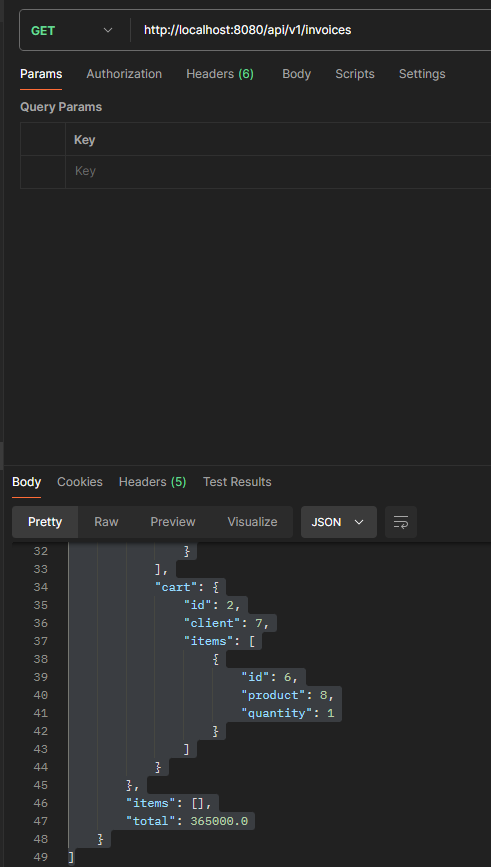 GET http://localhost:8080/api/v1/invoices
Params Authorization Headers (6) Body Scripts Settings
Query Params
Key
Key
Body Cookies Headers (5) Test Results
Pretty Raw Preview Visualize JSON
32 }
33 ],
34 "cart": {
35 "id": 2,
36 "client": 7,
37 "items": [
38 {
39 "id": 6,
40 "product": 8,
41 "quantity": 1
42 }
43 ]
44 }
45 },
46 "items": [],
47 "total": 365000.0
48 }
49 ]